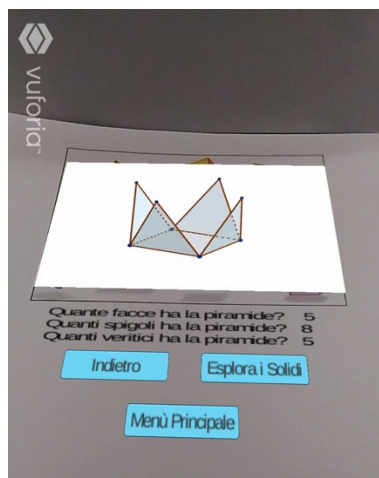 vuforia™
Quante facce ha la piramide? 5
Quanti spigoli ha la piramide? 8
Quanti veritici ha la piramide? 5
Indietro
Esplora i Solidi
Menù Principale